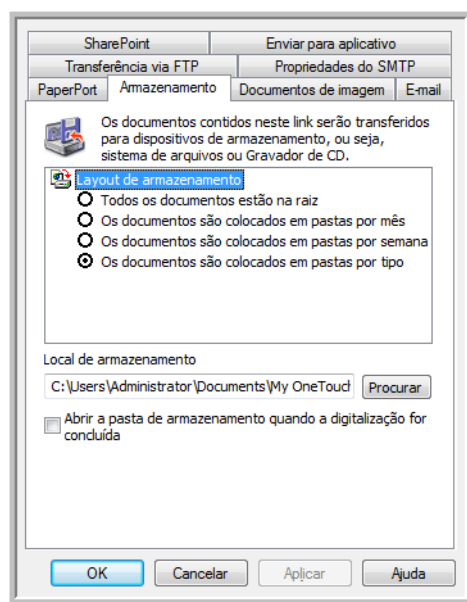 SharePoint
Enviar para aplicativo
Transferência via FTP
Propriedades do SMTP
PaperPort
Armazenamento
Documentos de imagem
E-mail
Os documentos contidos neste link serão transferidos
para dispositivos de armazenamento, ou seja,
sistema de arquivos ou Gravador de CD.
Layout de armazenamento
Todos os documentos estão na raiz
Os documentos são colocados em pastas por mês
Os documentos são colocados em pastas por semana
Os documentos são colocados em pastas por tipo
Local de armazenamento
C:\Users\Administrator\Documents\My OneTouch
Procurar
Abrir a pasta de armazenamento quando a digitalização for
concluída
OK
Cancelar
Aplicar
Ajuda